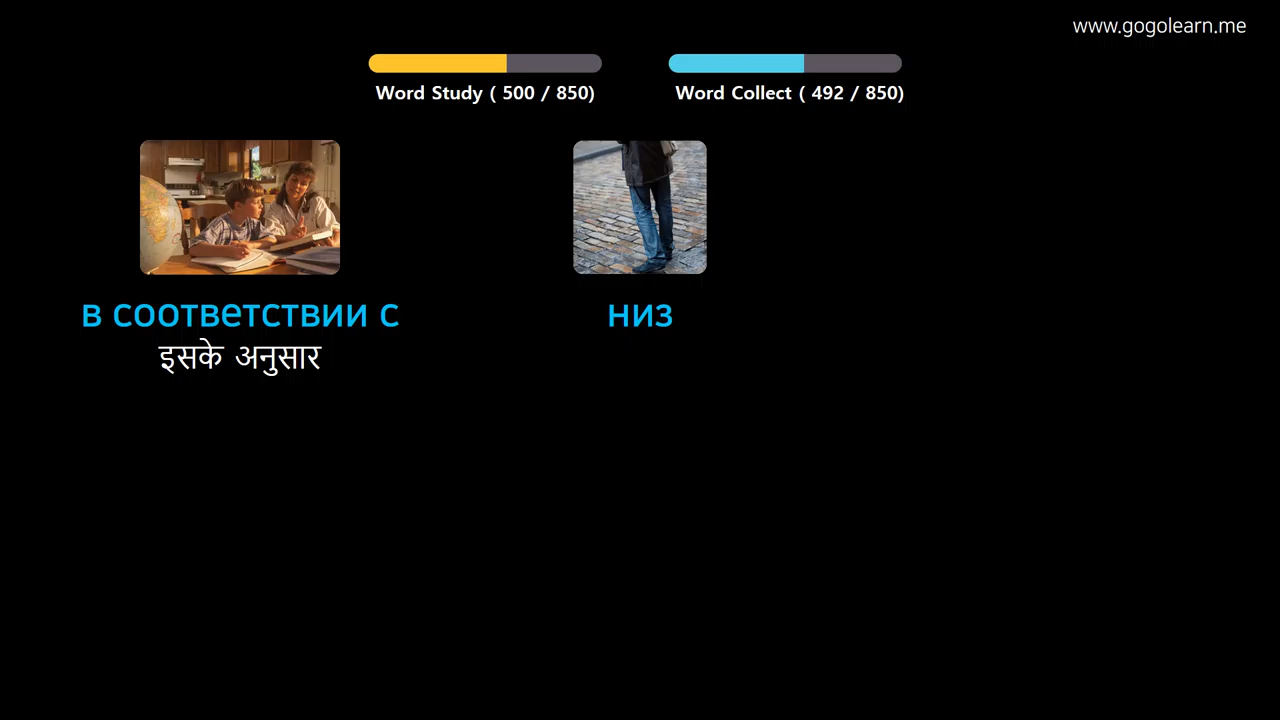 www.gogolearn.me
Word Study ( 500 / 850)
Word Collect ( 492 / 850)
в соответствии с
इसके अनुसार
низ